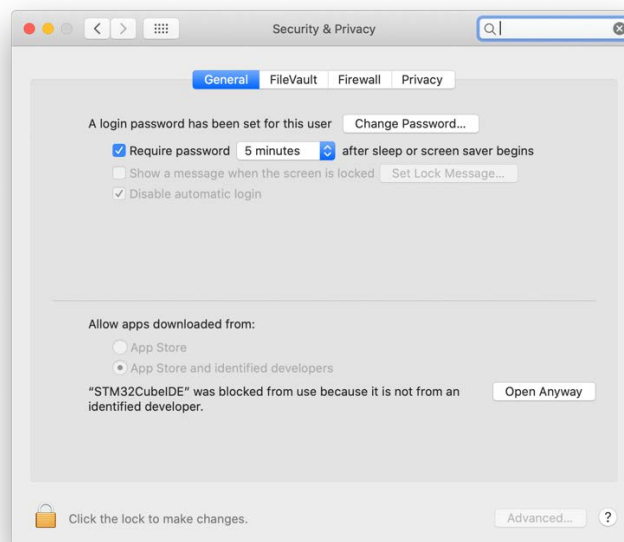 Security & Privacy
General FileVault Firewall Privacy
A login password has been set for this user Change Password...
Require password 5 minutes after sleep or screen saver begins
Show a message when the screen is locked Set Lock Message...
Disable automatic login
Allow apps downloaded from:
App Store
App Store and identified developers
“STM32CubeIDE” was blocked from use because it is not from an Open Anyway
identified developer.
Click the lock to make changes. Advanced... ?